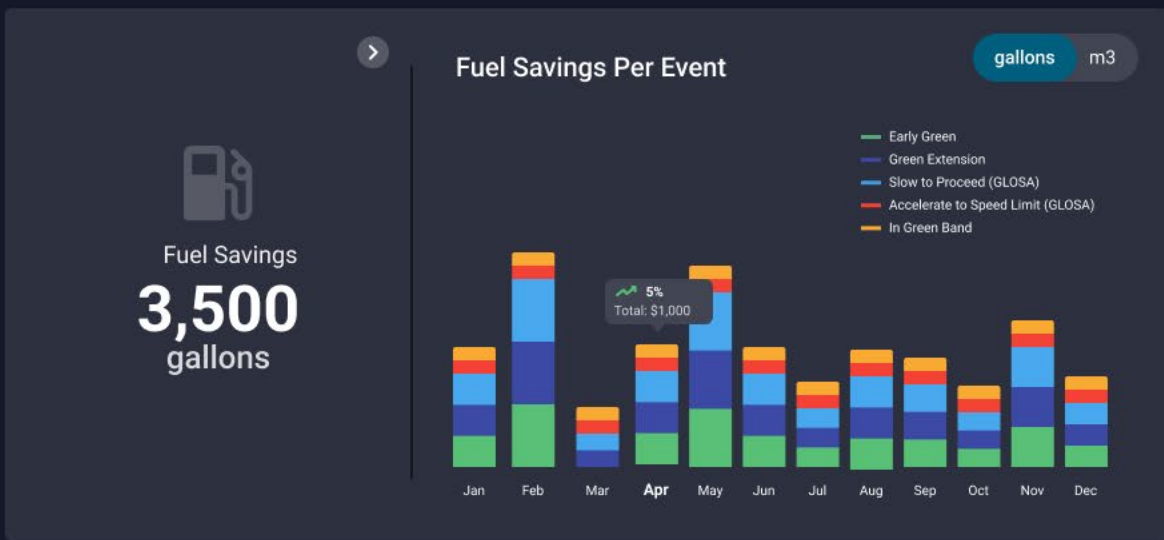 Fuel Savings
3,500
gallons
Fuel Savings Per Event
gallons m3
Early Green
Green Extension
Slow to Proceed (GLOSA)
Accelerate to Speed Limit (GLOSA)
In Green Band
5%
Total: $1,000
Jan Feb Mar Apr May Jun Jul Aug Sep Oct Nov Dec